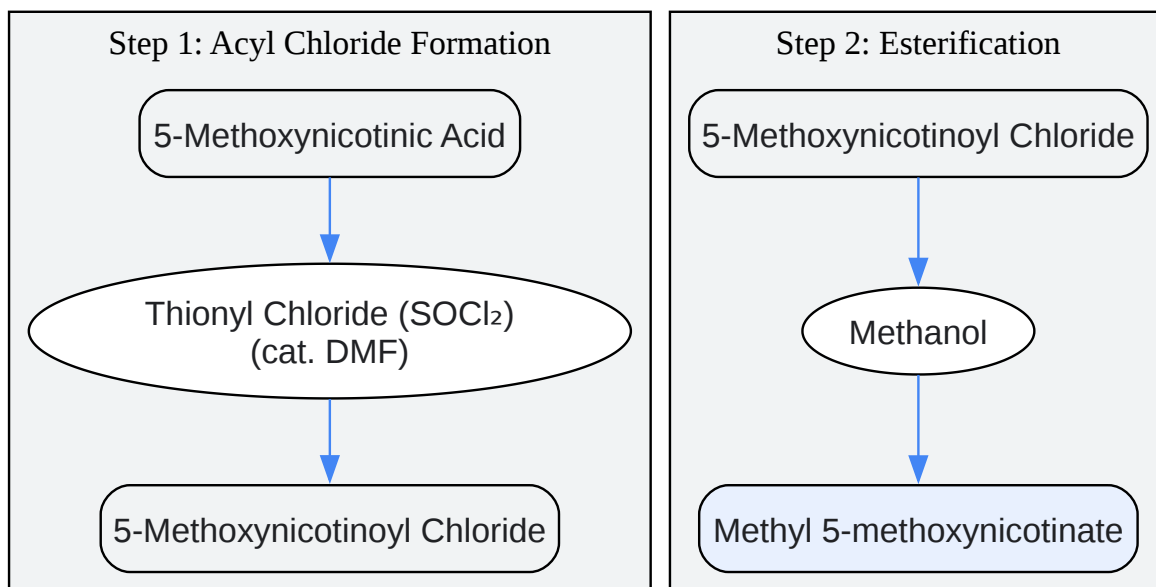 Step 1: Acyl Chloride Formation
5-Methoxynicotinic Acid
Thionyl Chloride (SOCl₂)
(cat. DMF)
5-Methoxynicotinoyl Chloride
Step 2: Esterification
5-Methoxynicotinoyl Chloride
Methanol
Methyl 5-methoxynicotinate